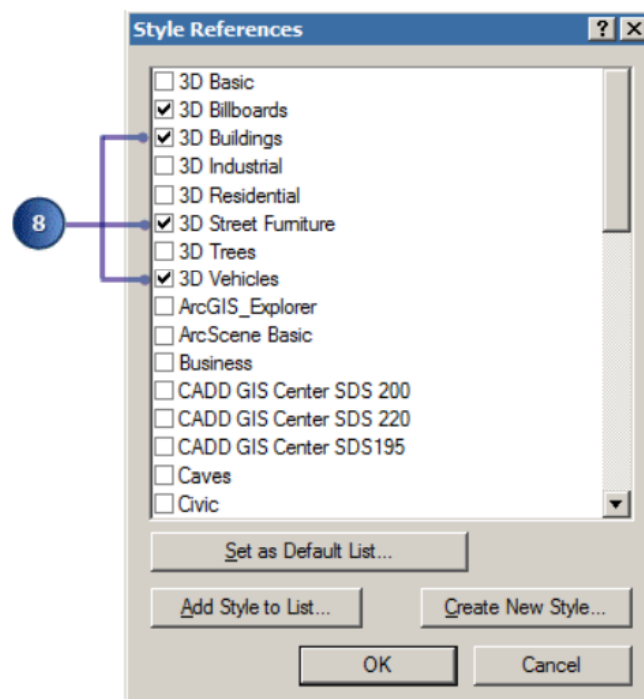 Style References
3D Basic
3D Billboards
3D Buildings
3D Industrial
3D Residential
8
3D Street Furniture
3D Trees
3D Vehicles
ArcGIS_Explorer
ArcScene Basic
Business
CADD GIS Center SDS 200
CADD GIS Center SDS 220
CADD GIS Center SDS195
Caves
Civic
Set as Default List...
Add Style to List... Create New Style...
OK Cancel